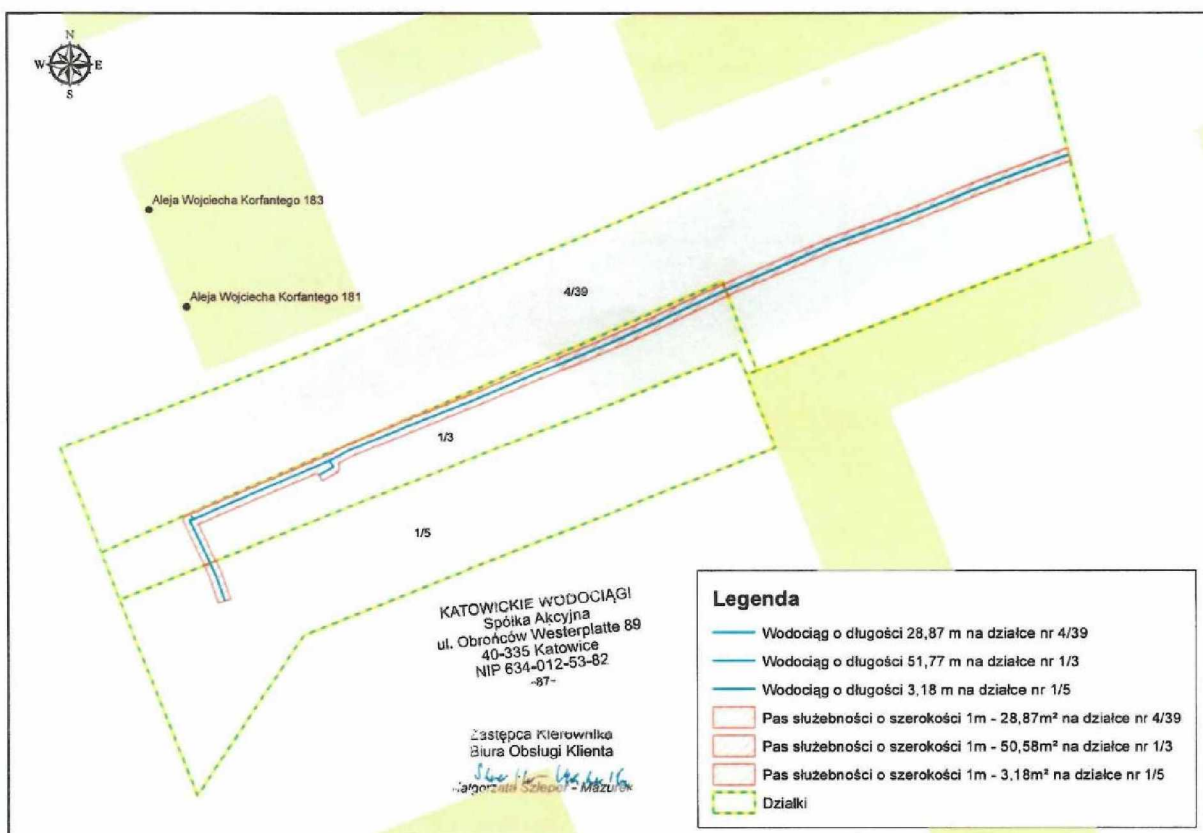 N
W E
S
Aleja Wojciecha Korfantego 183
Aleja Wojciecha Korfantego 181
4/39
1/3
1/5
KATOWICKIE WODOCIĄGI
Spółka Akcyjna
ul. Obrońców Westerplatte 89
40-335 Katowice
NIP 634-012-53-82
-87-
Zastępca Kierownika
Biura Obsługi Klienta
Małgorzata Szlepor - Mazurek
Legenda
Wodociąg o długości 28,87 m na działce nr 4/39
Wodociąg o długości 51,77 m na działce nr 1/3
Wodociąg o długości 3,18 m na działce nr 1/5
Pas służebności o szerokości 1m - 28,87m² na działce nr 4/39
Pas służebności o szerokości 1m - 50,58m² na działce nr 1/3
Pas służebności o szerokości 1m - 3,18m² na działce nr 1/5
Działki